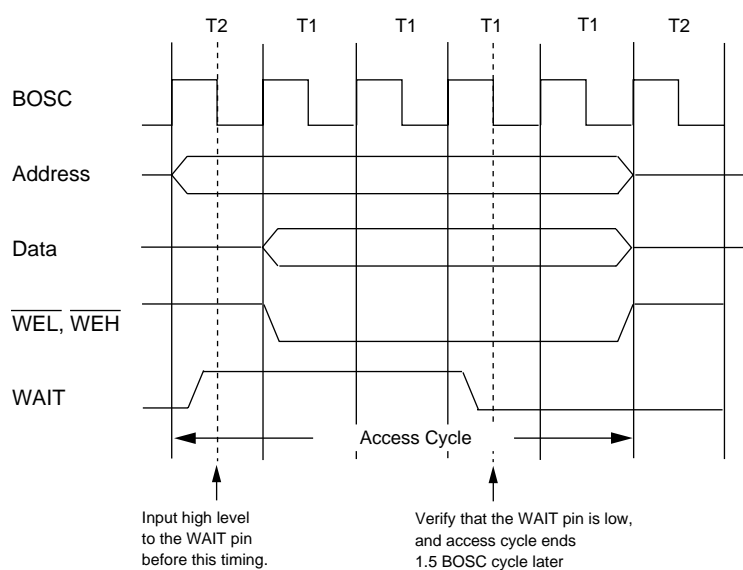 T2 T1 T1 T1 T1 T2
BOSC
Address
Data
WEL, WEH
WAIT
Access Cycle
Input high level
to the WAIT pin
before this timing.
Verify that the WAIT pin is low,
and access cycle ends
1.5 BOSC cycle later